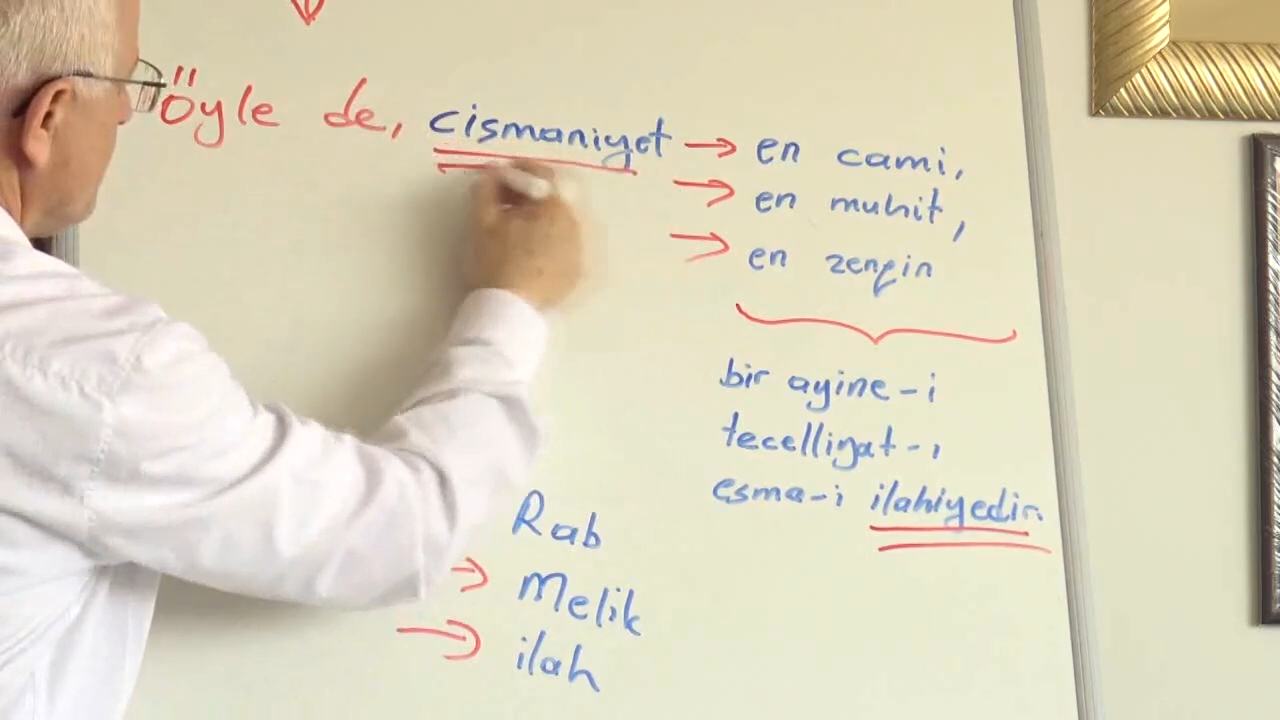 Öyle de, cismaniyet → en cami,
→ en muhit,
→ en zengin
bir ayine-i
tecelliyat-ı
esma-i ilahiyedir.
Rab
→ Melik
→ ilah